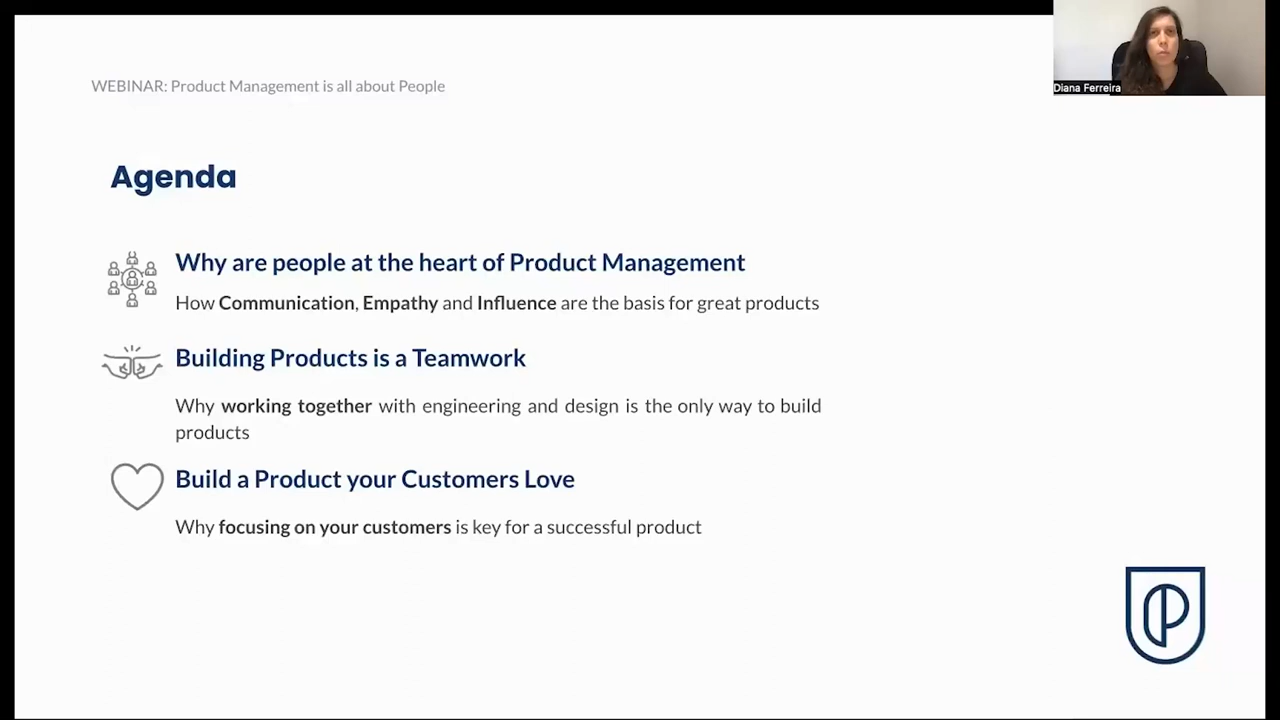 WEBINAR: Product Management is all about People
Diana Ferreira
Agenda
Why are people at the heart of Product Management
How Communication, Empathy and Influence are the basis for great products
Building Products is a Teamwork
Why working together with engineering and design is the only way to build
products
Build a Product your Customers Love
Why focusing on your customers is key for a successful product